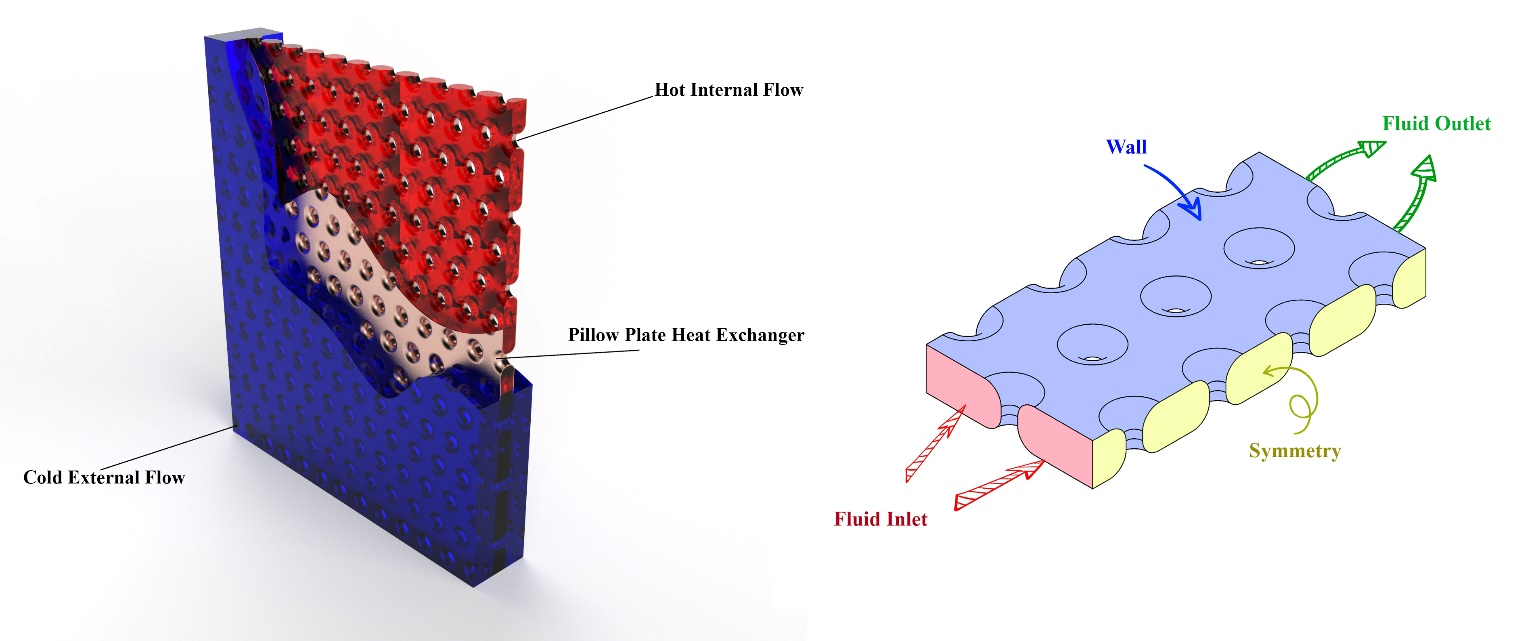 Hot Internal Flow
Pillow Plate Heat Exchanger
Cold External Flow
Fluid Outlet
Wall
Symmetry
Fluid Inlet